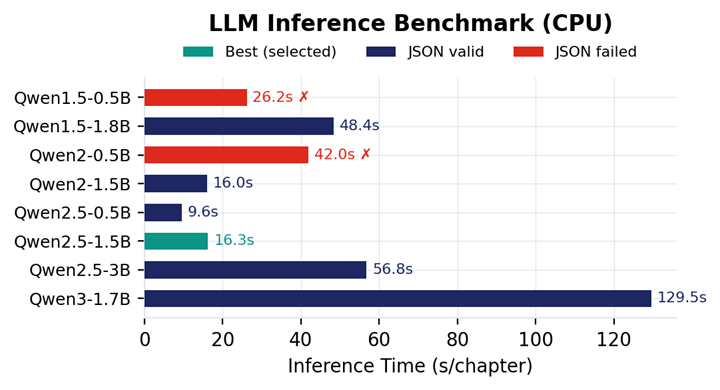 LLM Inference Benchmark (CPU)
Best (selected) JSON valid JSON failed
Qwen1.5-0.5B 26.2s ✗
Qwen1.5-1.8B 48.4s
Qwen2-0.5B 42.0s ✗
Qwen2-1.5B 16.0s
Qwen2.5-0.5B 9.6s
Qwen2.5-1.5B 16.3s
Qwen2.5-3B 56.8s
Qwen3-1.7B 129.5s
0 20 40 60 80 100 120
Inference Time (s/chapter)